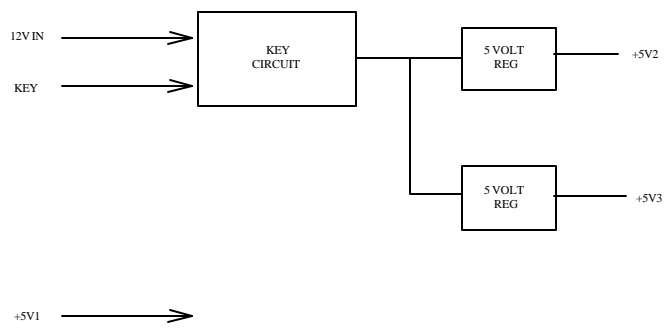 12V IN
KEY
KEY
CIRCUIT
5 VOLT
REG
+5V2
5 VOLT
REG
+5V3
+5V1